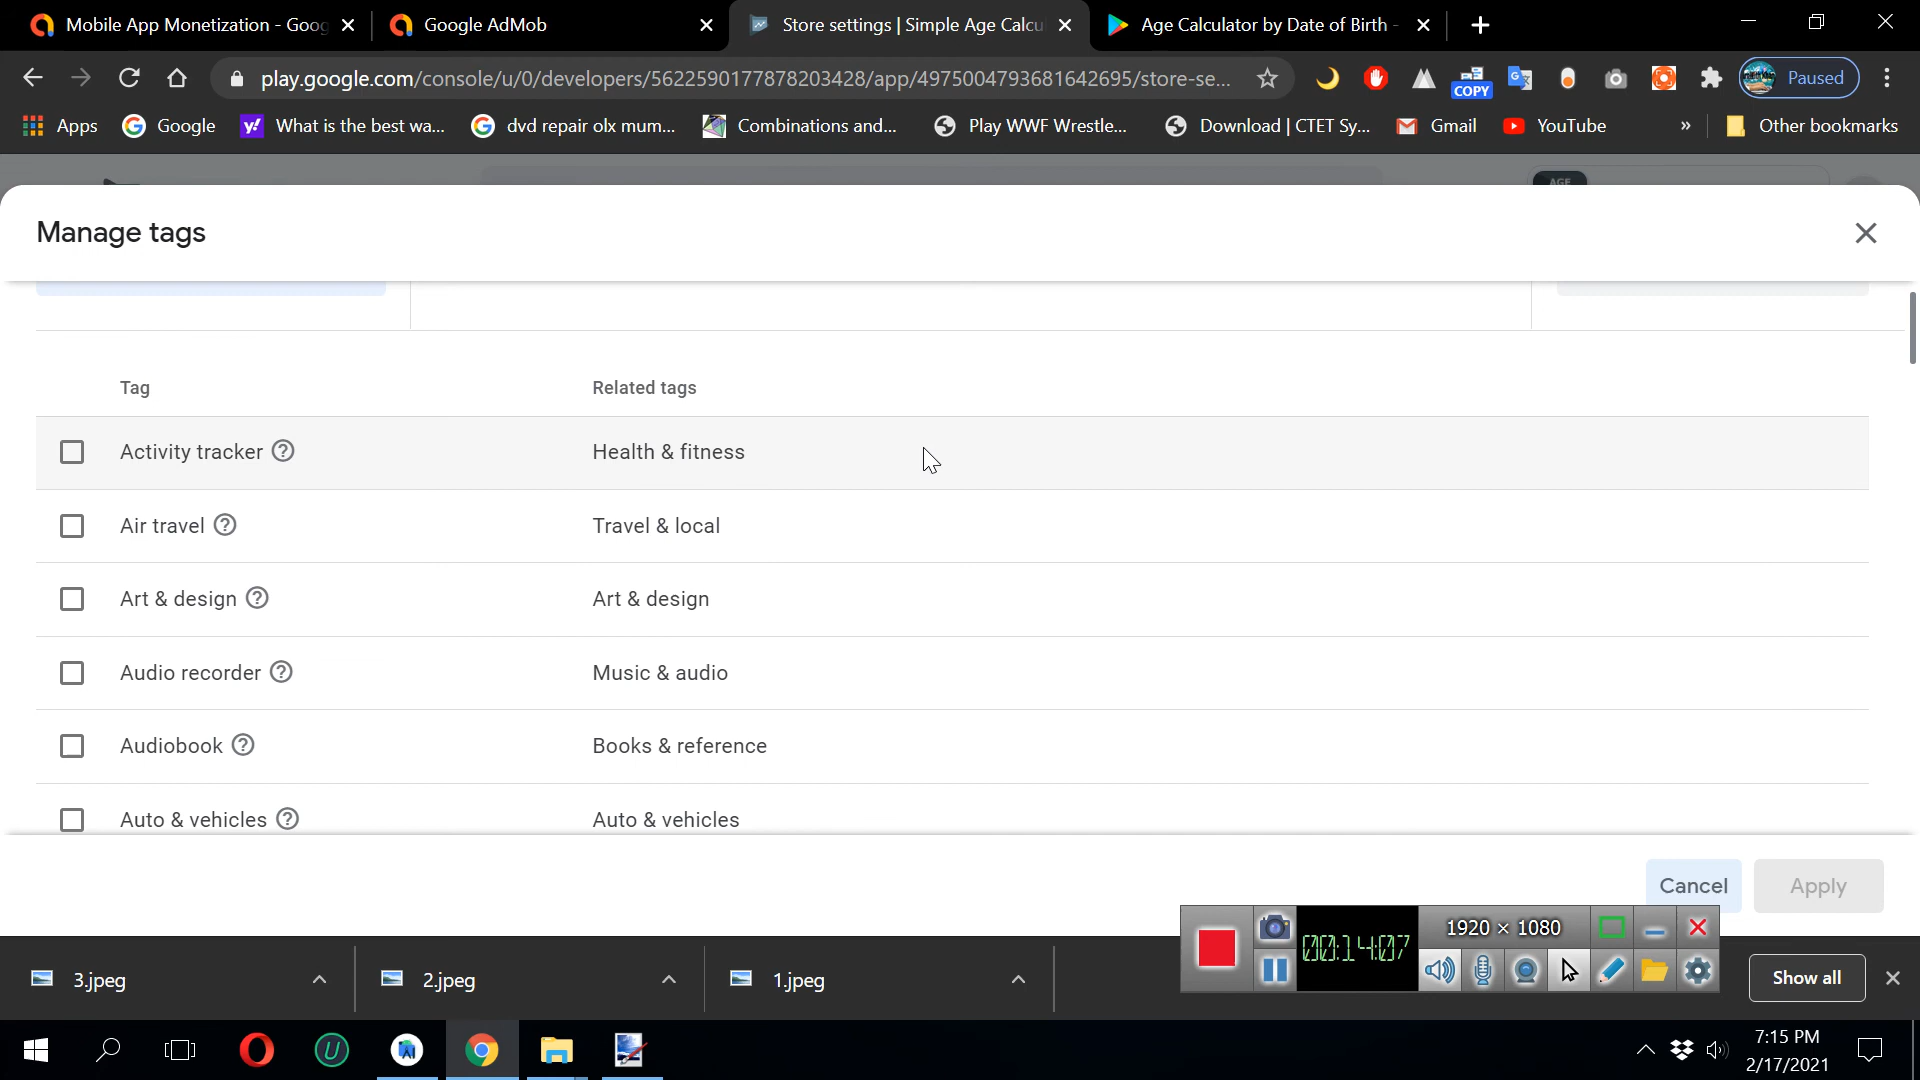 Mobile App Monetization - Goog
Google AdMob
Store settings | Simple Age Calcu
Age Calculator by Date of Birth -
play.google.com/console/u/0/developers/5622590177878203428/app/4975004793681642695/store-se...
COPY
Paused
Apps
Google
What is the best wa...
dvd repair olx mum...
Combinations and...
Play WWF Wrestle...
Download | CTET Sy...
Gmail
YouTube
»
Other bookmarks
AGE
Manage tags
Tag
Related tags
Activity tracker
Health & fitness
Air travel
Travel & local
Art & design
Art & design
Audio recorder
Music & audio
Audiobook
Books & reference
Auto & vehicles
Auto & vehicles
Cancel
Apply
00:14:07
1920 × 1080
3.jpeg
2.jpeg
1.jpeg
Show all
7:15 PM
2/17/2021